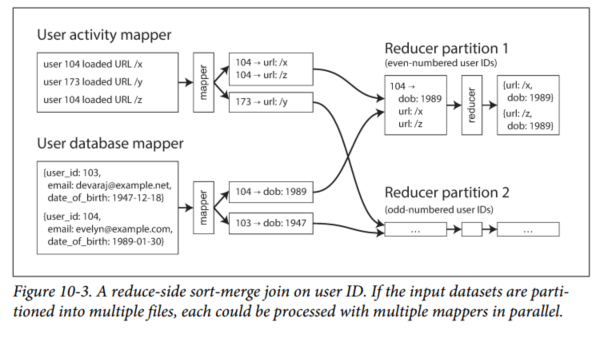 User activity mapper
user 104 loaded URL /x
user 173 loaded URL /y
user 104 loaded URL /z
mapper
104 → url: /x
104 → url: /z
173 → url: /y
User database mapper
{user_id: 103,
email: devaraj@example.net,
date_of_birth: 1947-12-18}
{user_id: 104,
email: evelyn@example.com,
date_of_birth: 1989-01-30}
mapper
104 → dob: 1989
103 → dob: 1947
Reducer partition 1
(even-numbered user IDs)
104 →
dob: 1989
url: /x
url: /z
reducer
{url: /x,
dob: 1989}
{url: /z,
dob: 1989}
Reducer partition 2
(odd-numbered user IDs)
...
...
Figure 10-3. A reduce-side sort-merge join on user ID. If the input datasets are parti-
tioned into multiple files, each could be processed with multiple mappers in parallel.